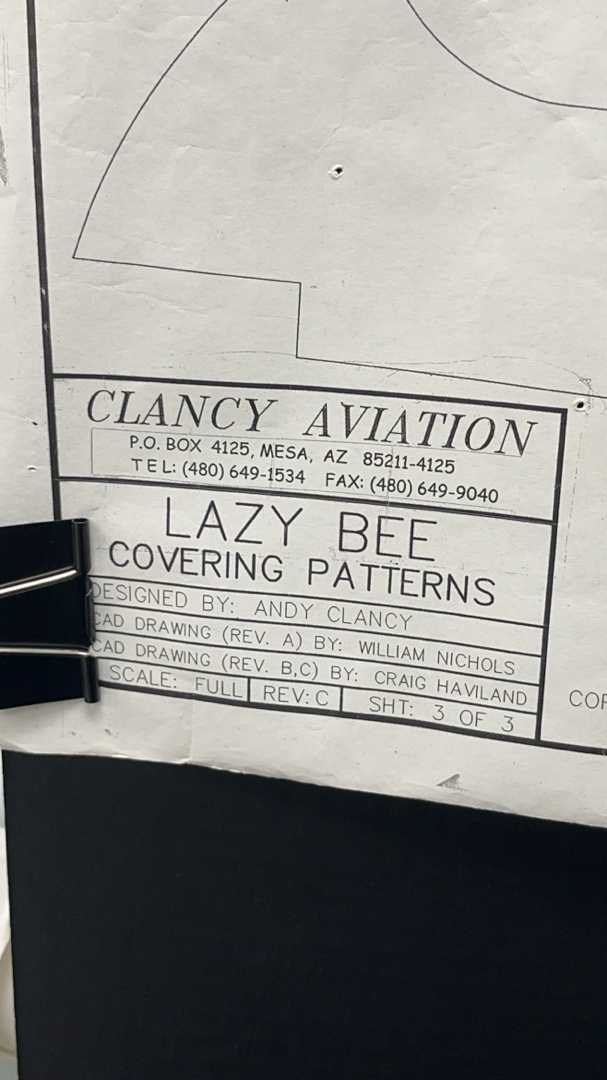 CLANCY AVIATION
P.O. BOX 4125, MESA, AZ 85211-4125
TEL: (480) 649-1534 FAX: (480) 649-9040
LAZY BEE
COVERING PATTERNS
DESIGNED BY: ANDY CLANCY
CAD DRAWING (REV. A) BY: WILLIAM NICHOLS
CAD DRAWING (REV. B,C) BY: CRAIG HAVILAND
SCALE: FULL REV: C SHT: 3 OF 3